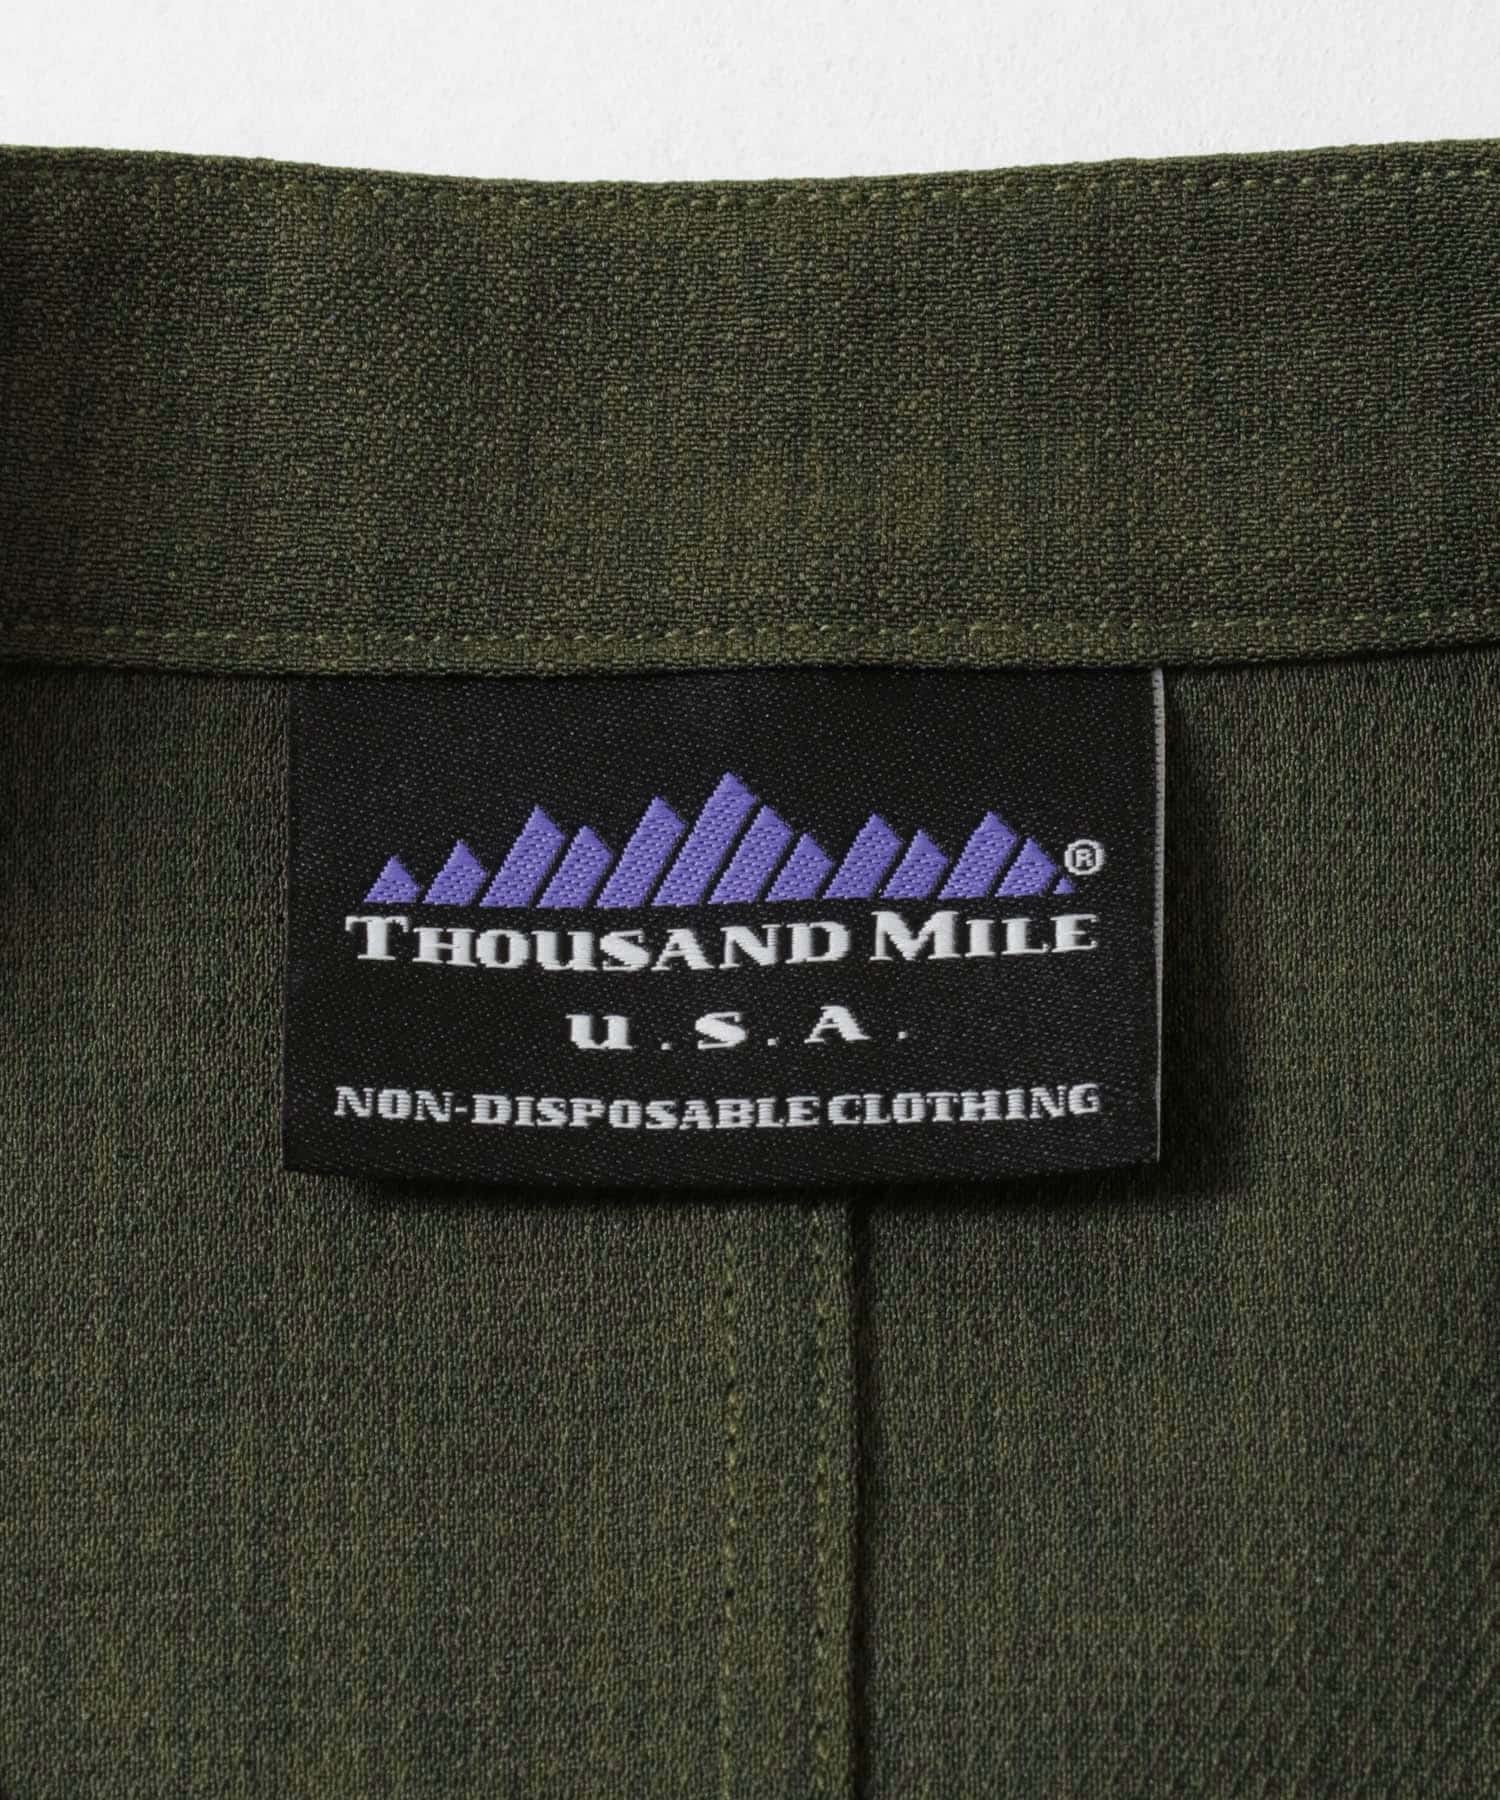 ®
THOUSAND MILE
U.S.A.
NON-DISPOSABLE CLOTHING